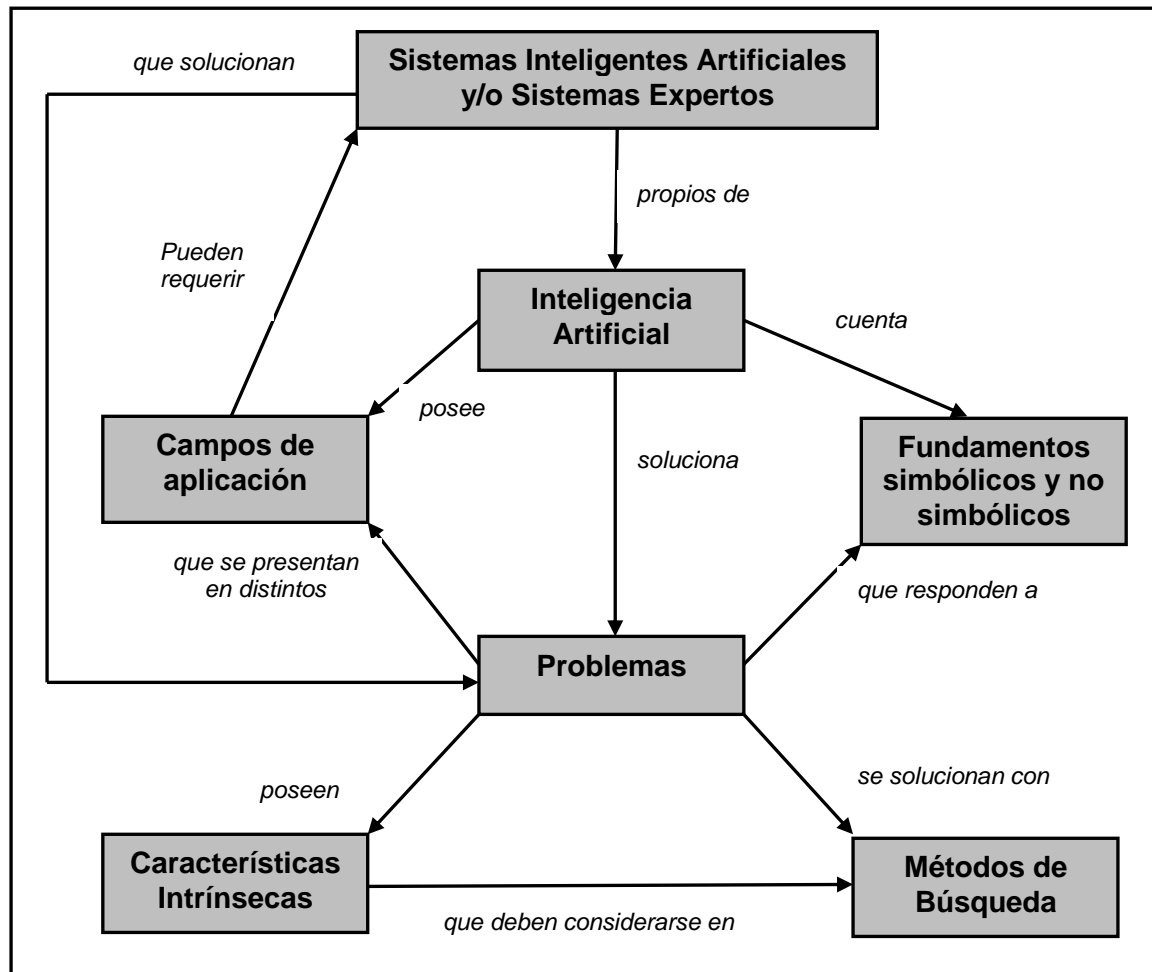 que solucionan
Sistemas Inteligentes Artificiales
y/o Sistemas Expertos
propios de
Pueden
requerir
Inteligencia
Artificial
cuenta
posee
Campos de
aplicación
soluciona
Fundamentos
simbólicos y no
simbólicos
que se presentan
en distintos
que responden a
Problemas
poseen
se solucionan con
Característísticas
Intrínsecas
Métodos de
Búsqueda
que deben considerarse en